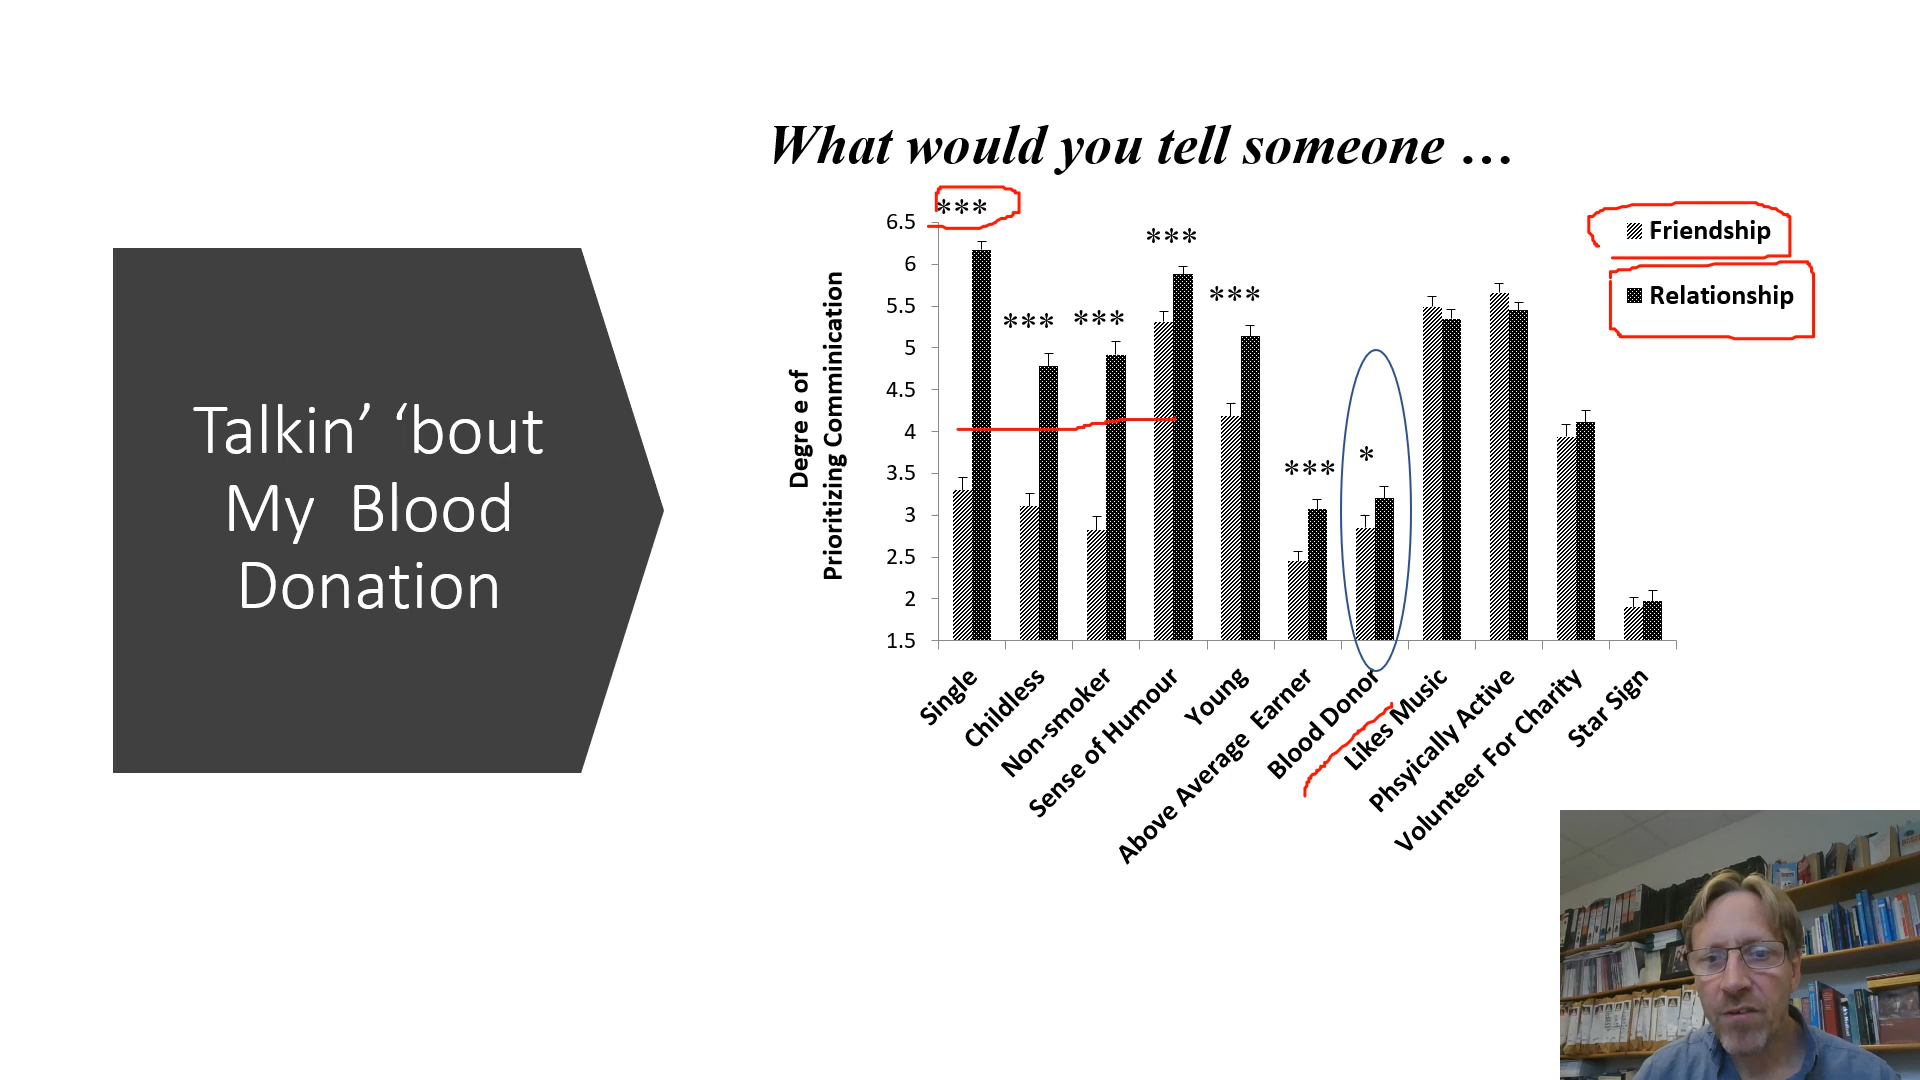 What would you tell someone …
Talkin’ ‘bout
My  Blood
Donation
Degre e of
Prioritizing Comminication
6.5
6
5.5
5
4.5
4
3.5
3
2.5
2
1.5
***
***
***
***
***
***
*
Friendship
Relationship
Single
Childless
Non-smoker
Sense of Humour
Young
Above Average  Earner
Blood Donor
Likes Music
Phsyically Active
Volunteer For Charity
Star Sign